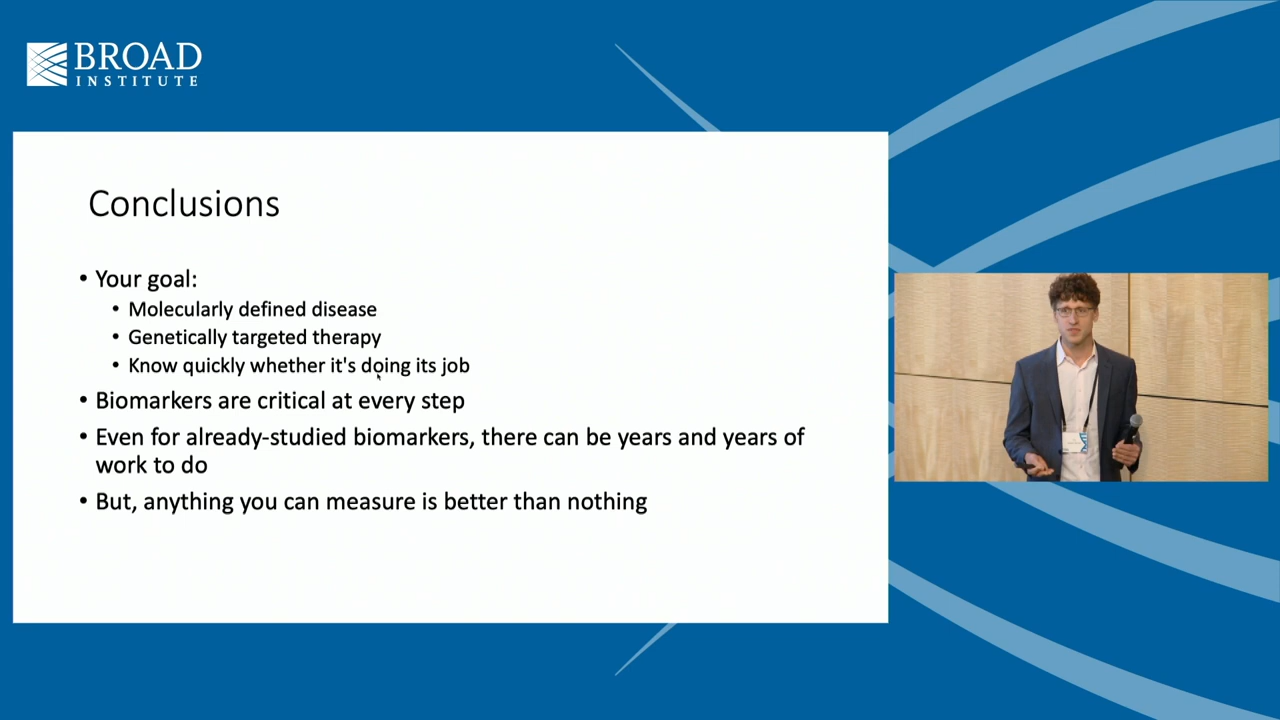 BROAD
INSTITUTE
Conclusions
• Your goal:
• Molecularly defined disease
• Genetically targeted therapy
• Know quickly whether it's doing its job
• Biomarkers are critical at every step
• Even for already-studied biomarkers, there can be years and years of
work to do
• But, anything you can measure is better than nothing